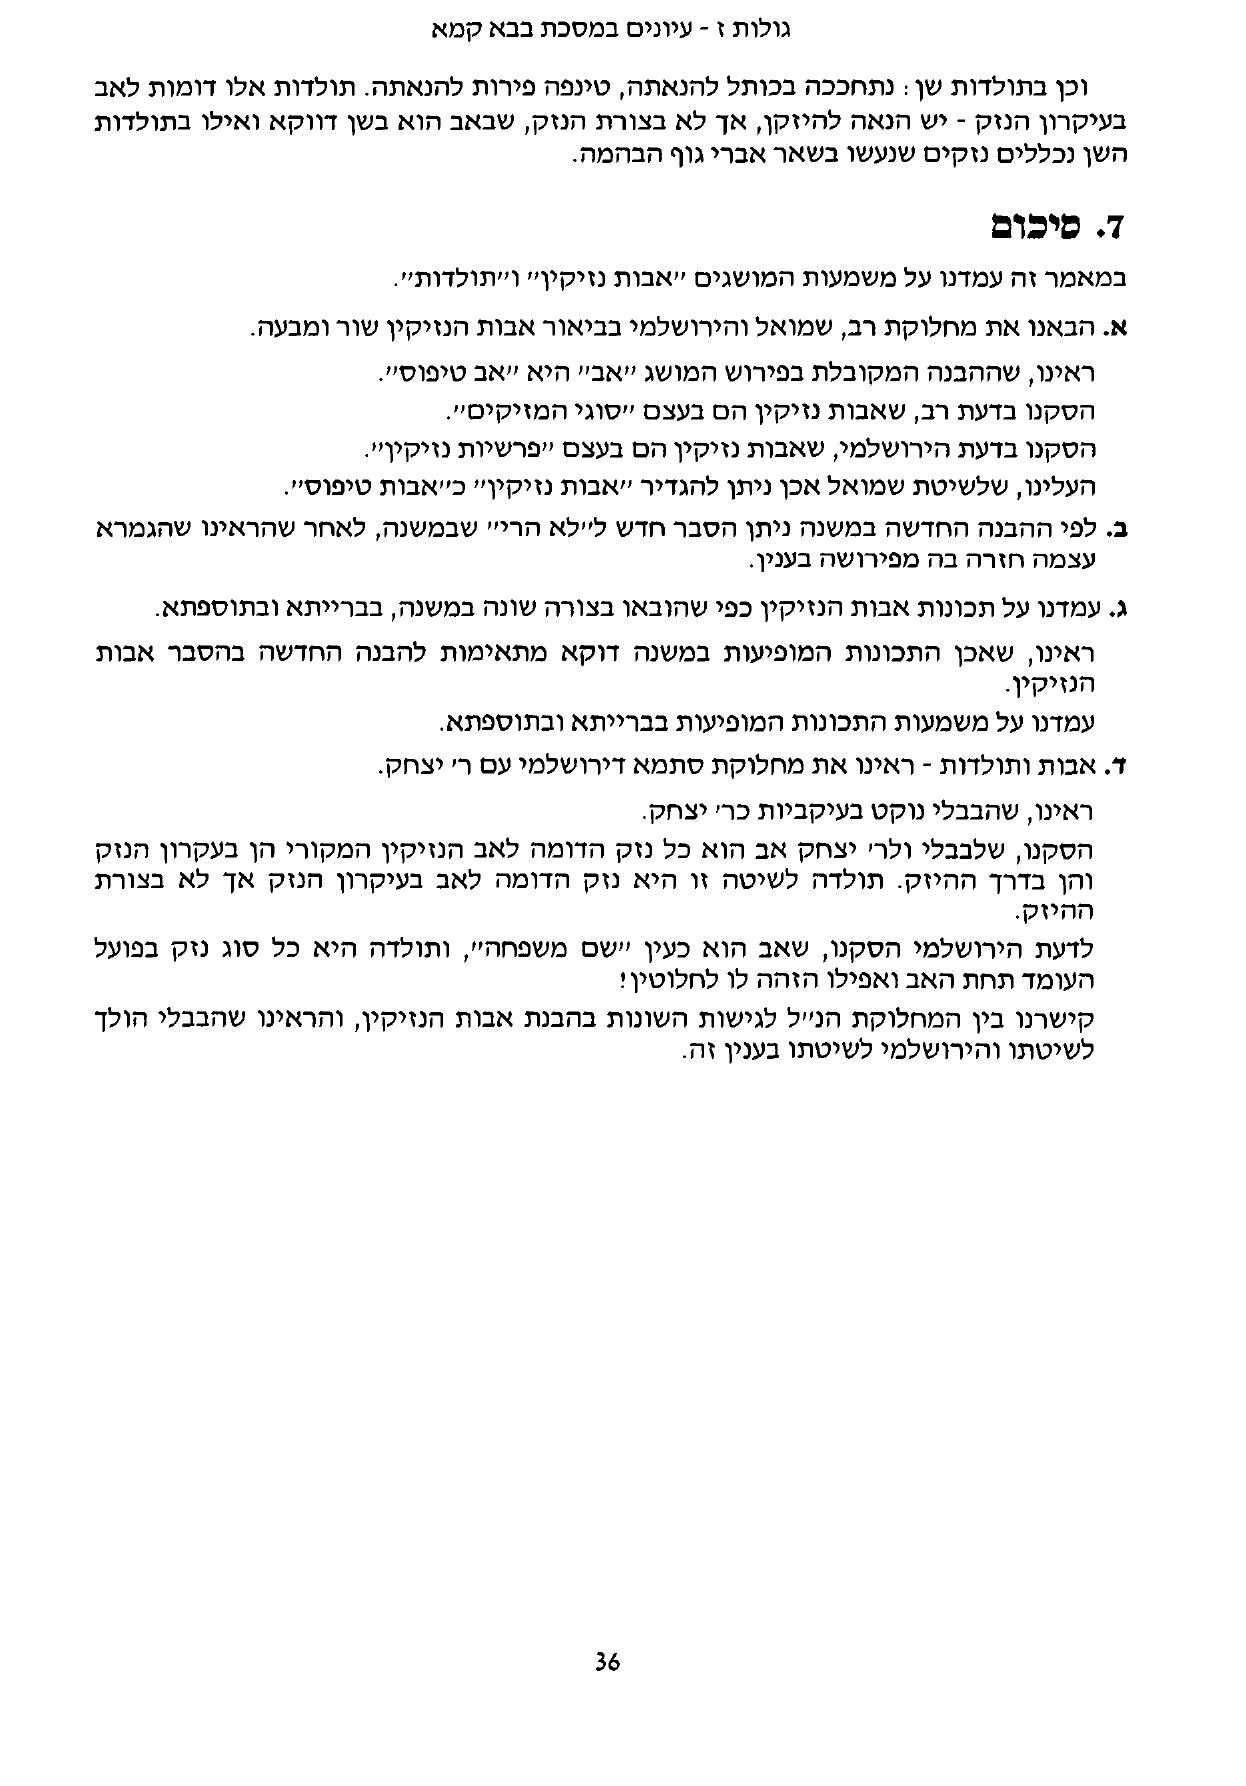 גולות ז - עיונים במסכת בבא קמא
וכן בתולדות שן: נתחככה בכותל להנאתה, טינפה פירות להנאתה. תולדות אלו דומות לאב
בעיקרון הנזק - יש הנאה להיזקן, אך לא בצורת הנזק, שבאב הוא בשן דווקא ואילו בתולדות
השן נכללים נזקים שנעשו בשאר אברי גוף הבהמה.
7. סיכום
במאמר זה עמדנו על משמעות המושגים "אבות נזיקין" ו"תולדות".
א. הבאנו את מחלוקת רב, שמואל והירושלמי בביאור אבות הנזיקין שור ומבעה.
ראינו, שההבנה המקובלת בפירוש המושג "אב" היא "אב טיפוס".
הסקנו בדעת רב, שאבות נזיקין הם בעצם "סוגי המזיקים".
הסקנו בדעת הירושלמי, שאבות נזיקין הם בעצם "פרשיות נזיקין".
העלינו, שלשיטת שמואל אכן ניתן להגדיר "אבות נזיקין" כ"אבות טיפוס".
ב. לפי ההבנה החדשה במשנה ניתן הסבר חדש ל"לא הרי" שבמשנה, לאחר שהראינו שהגמרא
עצמה חזרה בה מפירושה בענין.
ג. עמדנו על תכונות אבות הנזיקין כפי שהובאו בצורה שונה במשנה, בברייתא ובתוספתא.
ראינו, שאכן התכונות המופיעות במשנה דוקא מתאימות להבנה החדשה בהסבר אבות
הנזיקין.
עמדנו על משמעות התכונות המופיעות בברייתא ובתוספתא.
ד. אבות ותולדות - ראינו את מחלוקת סתמא דירושלמי עם ר' יצחק.
ראינו, שהבבלי נוקט בעיקביות כר' יצחק.
הסקנו, שלבבלי ולר' יצחק אב הוא כל נזק הדומה לאב הנזיקין המקורי הן בעקרון הנזק
והן בדרך ההיזק. תולדה לשיטה זו היא נזק הדומה לאב בעיקרון הנזק אך לא בצורת
ההיזק.
לדעת הירושלמי הסקנו, שאב הוא כעין "שם משפחה", ותולדה היא כל סוג נזק בפועל
העומד תחת האב ואפילו הזהה לו לחלוטין!
קישרנו בין המחלוקת הנ"ל לגישות השונות בהבנת אבות הנזיקין, והראינו שהבבלי הולך
לשיטתו והירושלמי לשיטתו בענין זה.
36